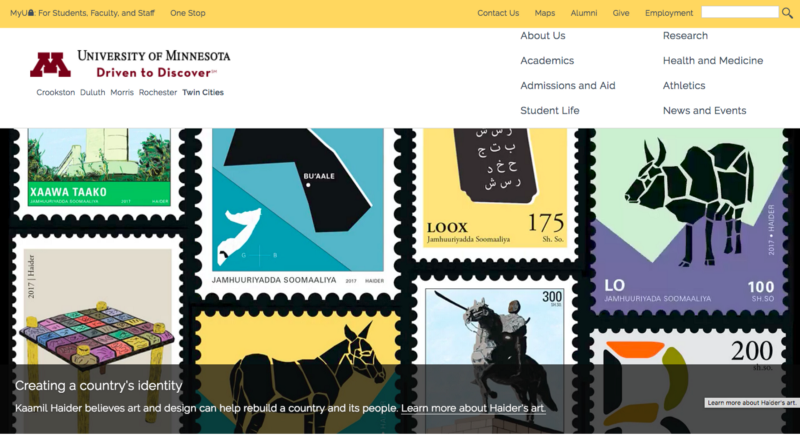 MyU: For Students, Faculty, and Staff One Stop Contact Us Maps Alumni Give Employment
About Us Research
Academics Health and Medicine
Admissions and Aid Athletics
Student Life News and Events
M UNIVERSITY OF MINNESOTA
Driven to Discover℠
Crookston Duluth Morris Rochester Twin Cities
XAAWA TAAKO
JAMHUURIYADDA SOOMAALIYA 2017 HAIDER
BU'AALE
G R
JAMHUURIYADDA SOOMAALIYA 2017 HAIDER
ر س ش
ب ت ج
ح خ د
ر س ش
LOOX 175
Jamhuuriyadda Soomaaliya Sh. So.
2017 • HAIDER
LO 100
JAMHUURIYADDA SOOMAALIYA SH.SO
2017 | Haider
300
SH.SO
200
sh.so.
Creating a country's identity
Kaamil Haider believes art and design can help rebuild a country and its people. Learn more about Haider's art.
Learn more about Haider's art.